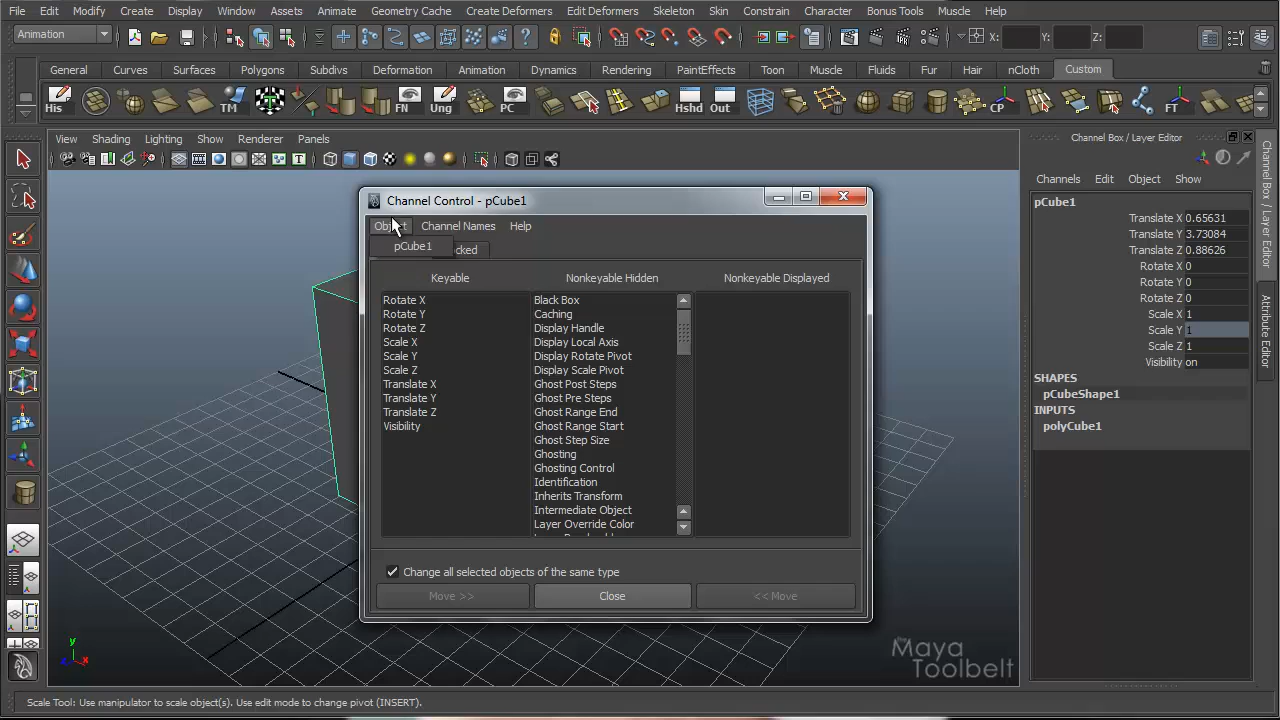 File Edit Modify Create Display Window Assets Animate Geometry Cache Create Deformers Edit Deformers Skeleton Skin Constrain Character Bonus Tools Muscle Help
Animation X: Y: Z:
General Curves Surfaces Polygons Subdivs Deformation Animation Dynamics Rendering PaintEffects Toon Muscle Fluids Fur Hair nCloth Custom
His TM FN Ung PC Hshd Out CP FT
View Shading Lighting Show Renderer Panels
Channel Box / Layer Editor
Channel Control - pCube1
Object Channel Names Help
pCube1
Keyable Nonkeyable Hidden Nonkeyable Displayed
Rotate X Black Box
Rotate Y Caching
Rotate Z Display Handle
Scale X Display Local Axis
Scale Y Display Rotate Pivot
Scale Z Display Scale Pivot
Translate X Ghost Post Steps
Translate Y Ghost Pre Steps
Translate Z Ghost Range End
Visibility Ghost Range Start
Ghost Step Size
Ghosting
Ghosting Control
Identification
Inherits Transform
Intermediate Object
Layer Override Color
Change all selected objects of the same type
Move >> Close << Move
Channels Edit Object Show
pCube1
Translate X 0.65631
Translate Y 3.73084
Translate Z 0.88626
Rotate X 0
Rotate Y 0
Rotate Z 0
Scale X 1
Scale Y 1
Scale Z 1
Visibility on
SHAPES
pCubeShape1
INPUTS
polyCube1
Channel Box / Layer Editor
Attribute Editor
y
z x
the Maya
Toolbelt
Scale Tool: Use manipulator to scale object(s). Use edit mode to change pivot (INSERT).